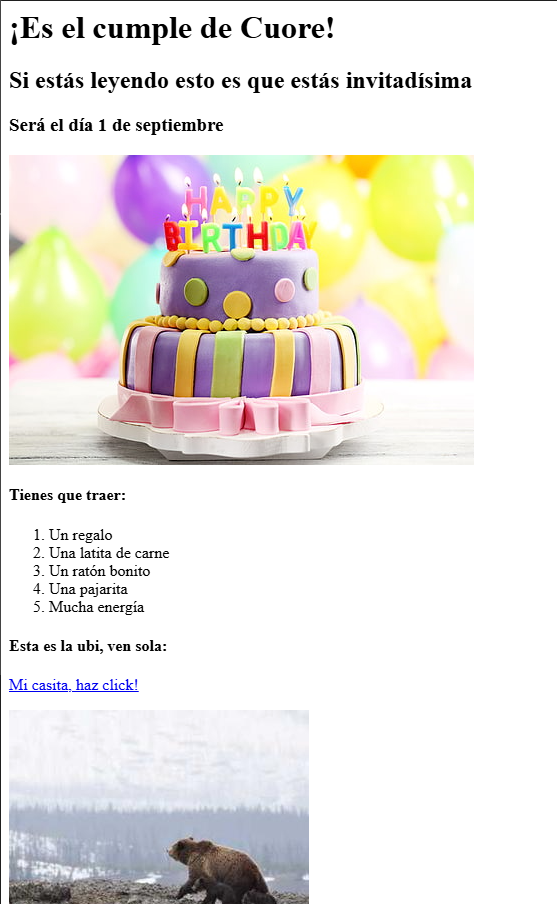 ¡Es el cumple de Cuore!
Si estás leyendo esto es que estás invitadísima
Será el día 1 de septiembre
HAPPY
BIRTHDAY
Tienes que traer:
1. Un regalo
2. Una latita de carne
3. Un ratón bonito
4. Una pajarita
5. Mucha energía
Esta es la ubi, ven sola:
Mi casita, haz click!